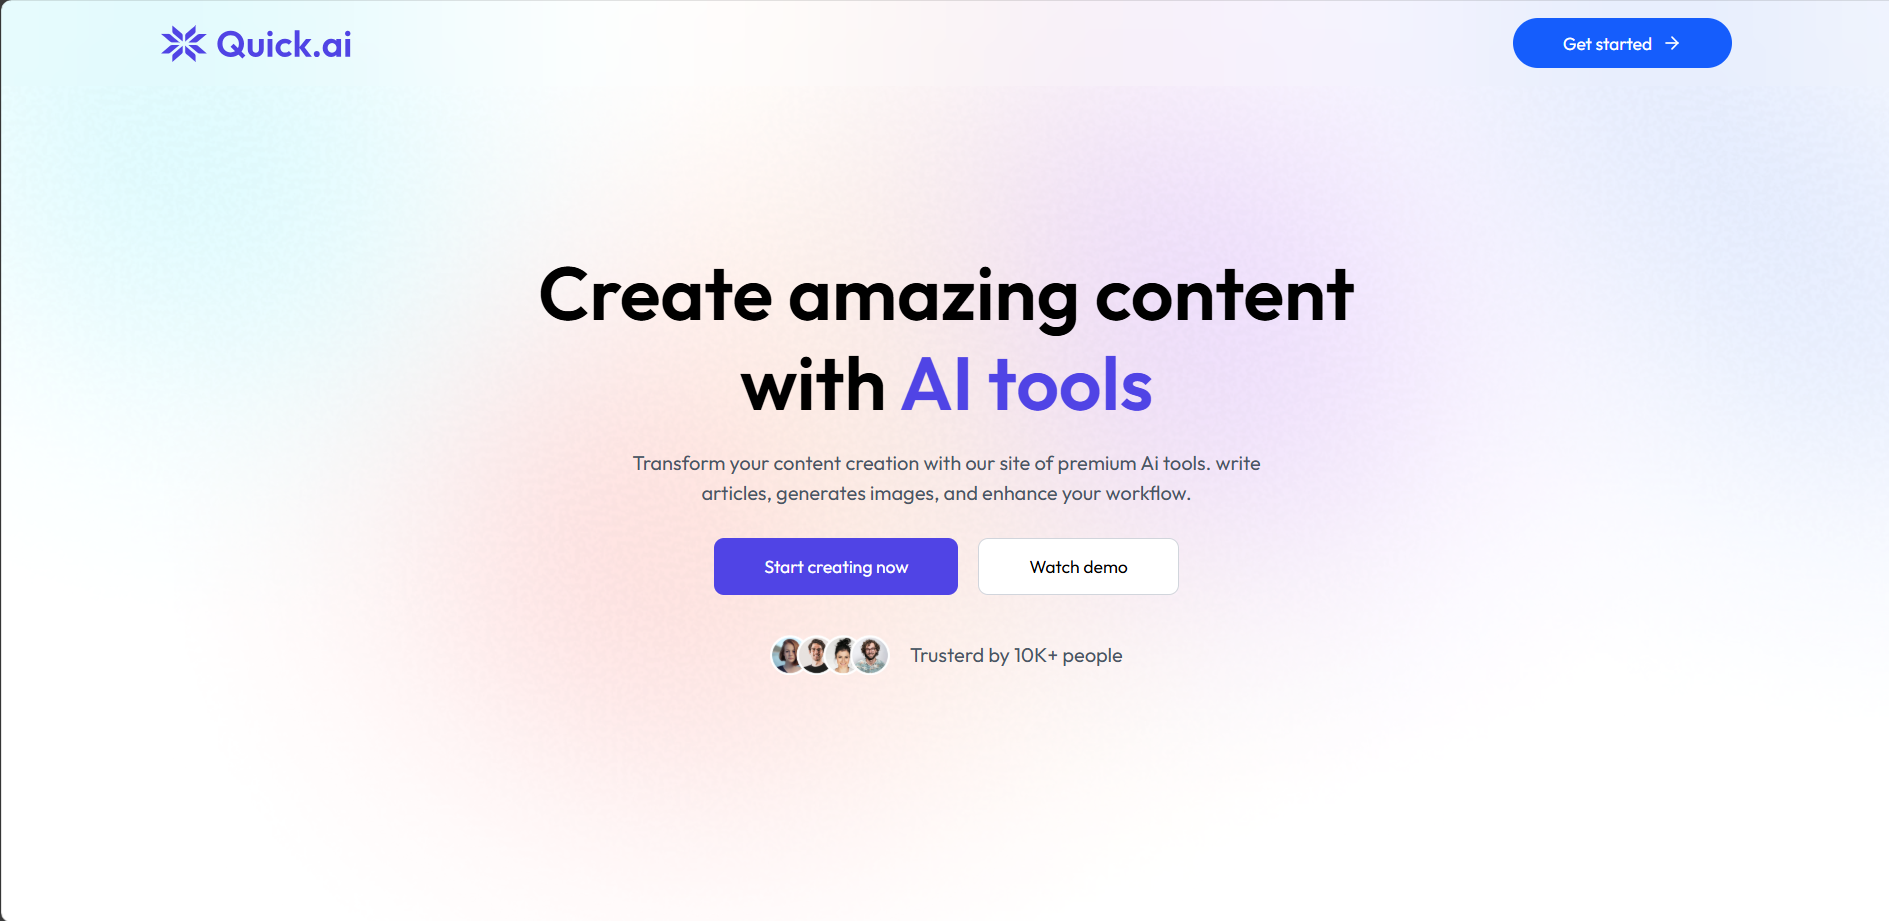 Quick.ai
Get started
Create amazing content
with AI tools
Transform your content creation with our site of premium Ai tools. write
articles, generates images, and enhance your workflow.
Start creating now
Watch demo
Trusterd by 10K+ people